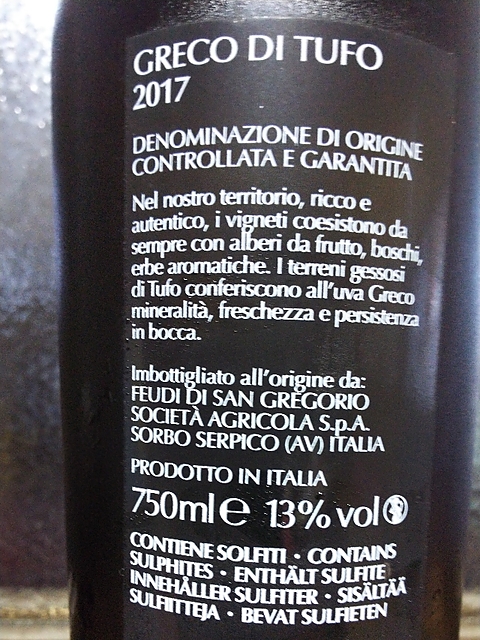 GRECO DI TUFO
2017
DENOMINAZIONE DI ORIGINE
CONTROLLATA E GARANTITA
Nel nostro territorio, ricco e
autentico, i vigneti coesistono da
sempre con alberi da frutto, boschi,
erbe aromatiche. I terreni gessosi
di Tufo conferiscono all'uva Greco
mineralità, freschezza e persistenza
in bocca.
Imbottigliato all'origine da:
FEUDI DI SAN GREGORIO
SOCIETÀ AGRICOLA S.p.A.
SORBO SERPICO (AV) ITALIA
PRODOTTO IN ITALIA
750ml e 13% vol
CONTIENE SOLFITI • CONTAINS
SULPHITES • ENTHÄLT SULFITE
INNEHÅLLER SULFITER • SISÄLTÄÄ
SULFIITTEJA • BEVAT SULFIETEN